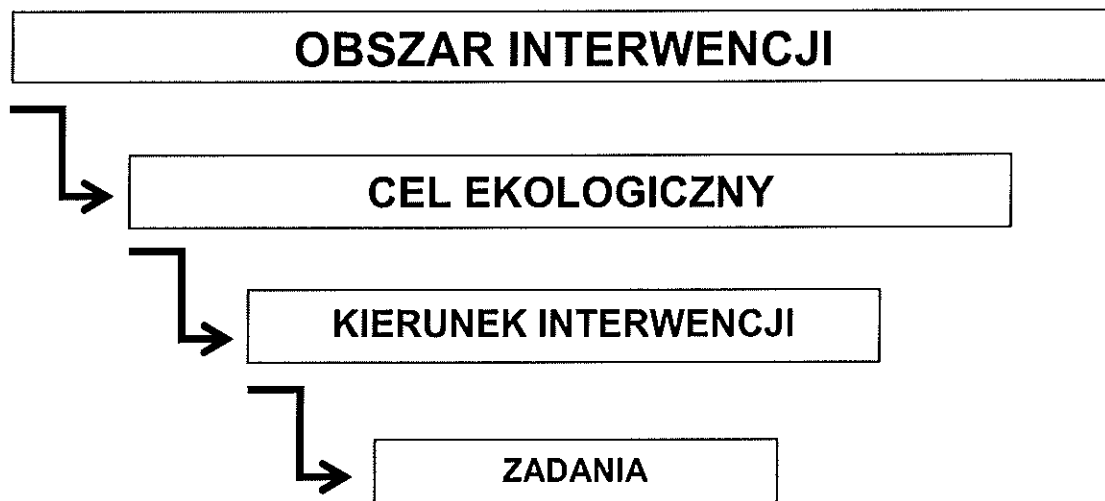 OBSZAR INTERWENCJI
CEL EKOLOGICZNY
KIERUNEK INTERWENCJI
ZADANIA